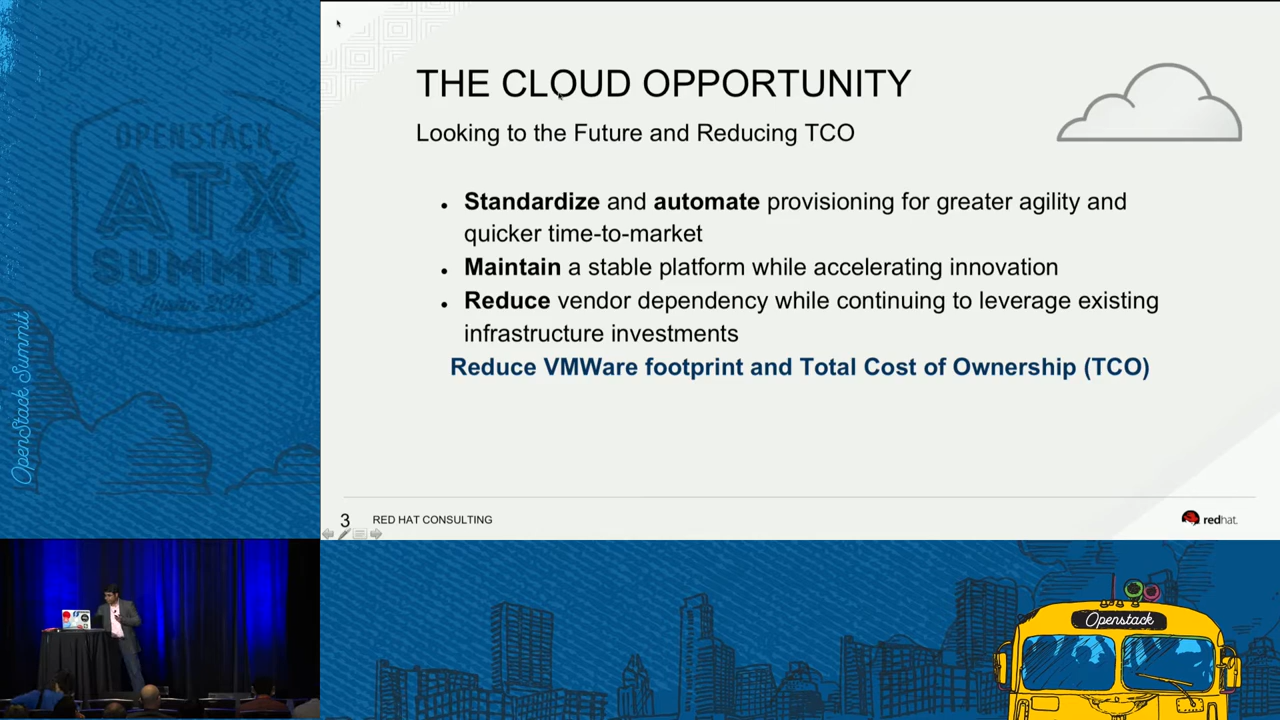 OPENSTACK
ATX
SUMMIT
Austin 2016
OpenStack Summit
THE CLOUD OPPORTUNITY
Looking to the Future and Reducing TCO
• Standardize and automate provisioning for greater agility and
quicker time-to-market
• Maintain a stable platform while accelerating innovation
• Reduce vendor dependency while continuing to leverage existing
infrastructure investments
Reduce VMWare footprint and Total Cost of Ownership (TCO)
3
RED HAT CONSULTING
redhat.
Openstack